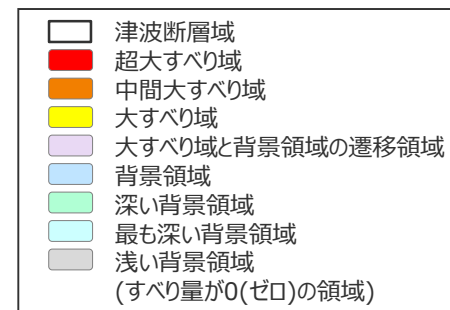 津波断層域
超大すべり域
中間大すべり域
大すべり域
大すべり域と背景領域の遷移領域
背景領域
深い背景領域
最も深い背景領域
浅い背景領域
(すべり量が0(ゼロ)の領域)